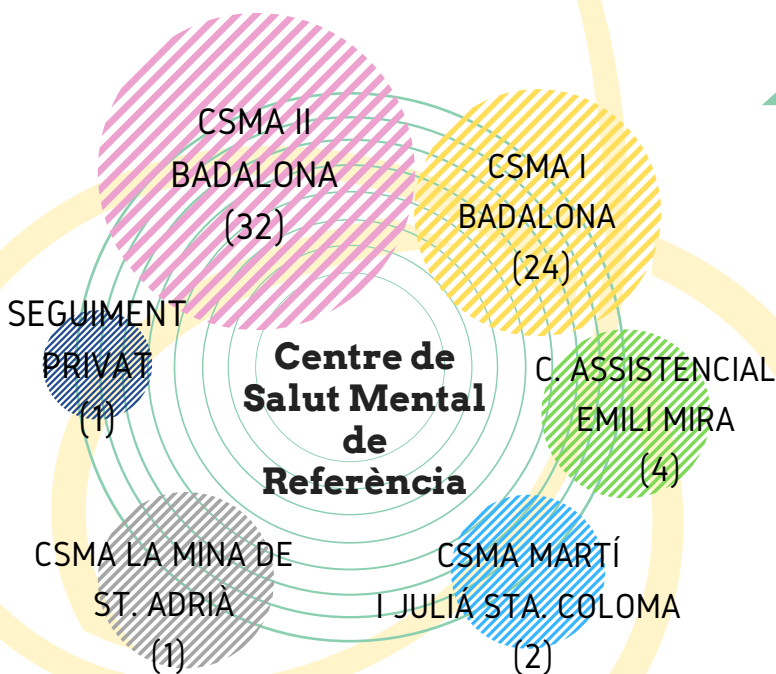 CSMA II
BADALONA
(32)
CSMA I
BADALONA
(24)
SEGUIMENT
PRIVAT
(1)
Centre de
Salut Mental
de
Referència
C. ASSISTENCIAL
EMILI MIRA
(4)
CSMA LA MINA DE
ST. ADRIÀ
(1)
CSMA MARTÍ
I JULIÁ STA. COLOMA
(2)